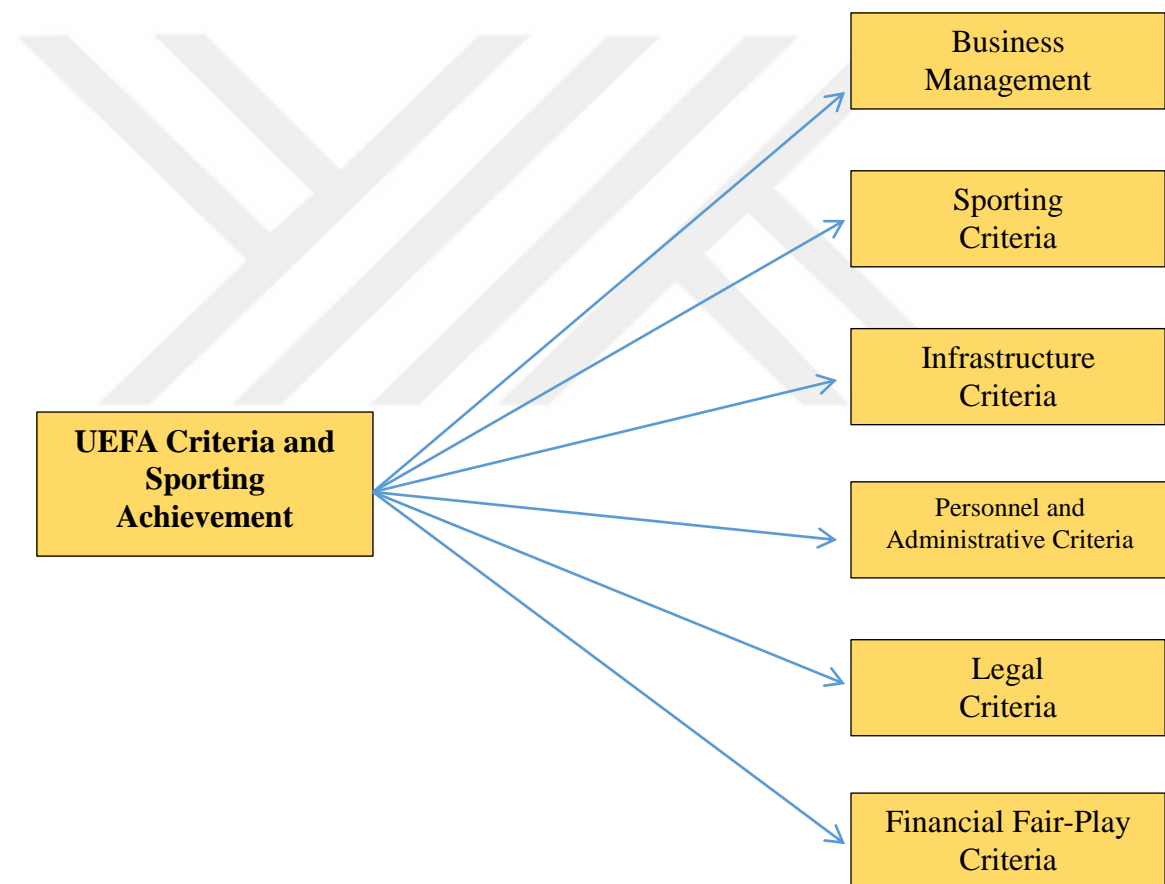 Business
Management
Sporting
Criteria
Infrastructure
Criteria
UEFA Criteria and
Sporting
Achievement
Personnel and
Administrative Criteria
Legal
Criteria
Financial Fair-Play
Criteria